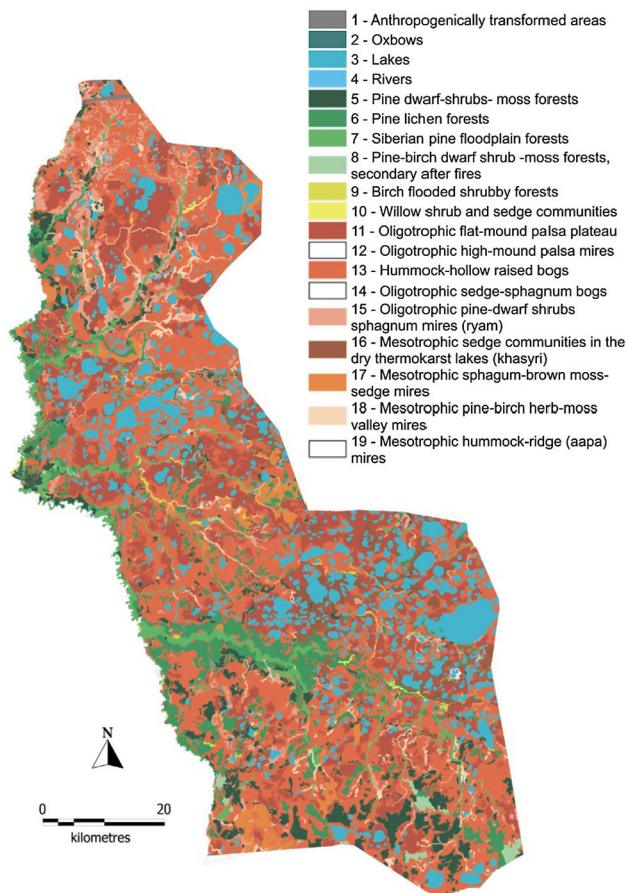 1 - Anthropogenically transformed areas
2 - Oxbows
3 - Lakes
4 - Rivers
5 - Pine dwarf-shrubs- moss forests
6 - Pine lichen forests
7 - Siberian pine floodplain forests
8 - Pine-birch dwarf shrub -moss forests,
secondary after fires
9 - Birch flooded shrubby forests
10 - Willow shrub and sedge communities
11 - Oligotrophic flat-mound palsa plateau
12 - Oligotrophic high-mound palsa mires
13 - Hummock-hollow raised bogs
14 - Oligotrophic sedge-sphagnum bogs
15 - Oligotrophic pine-dwarf shrubs
sphagnum mires (ryam)
16 - Mesotrophic sedge communities in the
dry thermokarst lakes (khasyri)
17 - Mesotrophic sphagum-brown moss-
sedge mires
18 - Mesotrophic pine-birch herb-moss
valley mires
19 - Mesotrophic hummock-ridge (aapa)
mires
N
0 20
kilometres